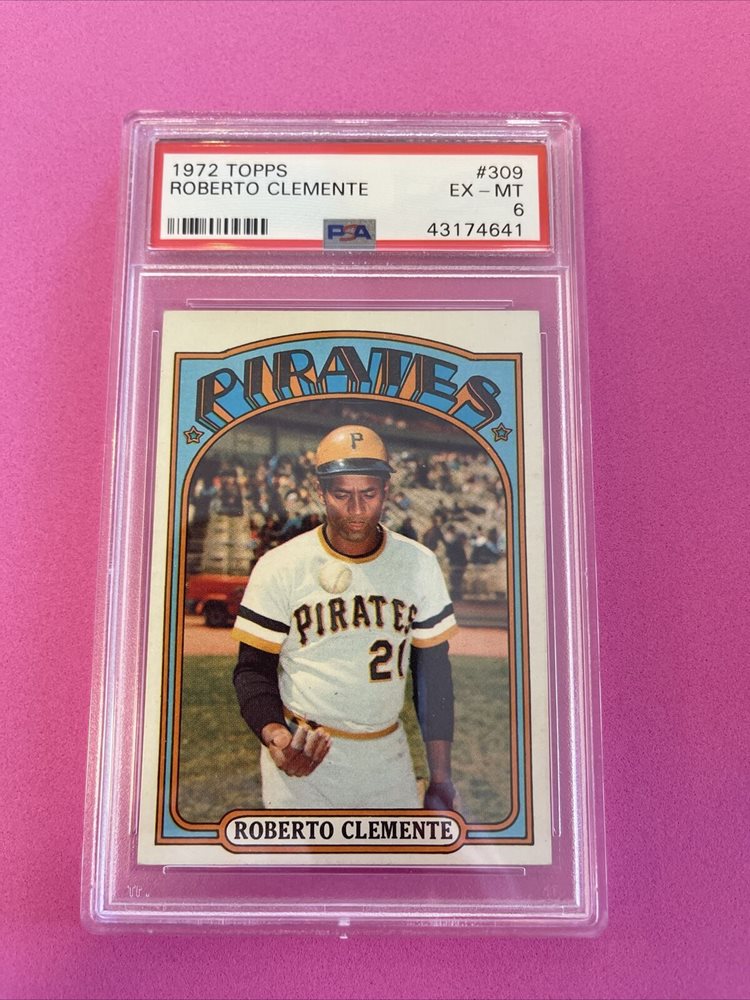 1972 TOPPS #309
ROBERTO CLEMENTE EX - MT
6
PSA 43174641
PIRATES
P
PIRATES
21
ROBERTO CLEMENTE